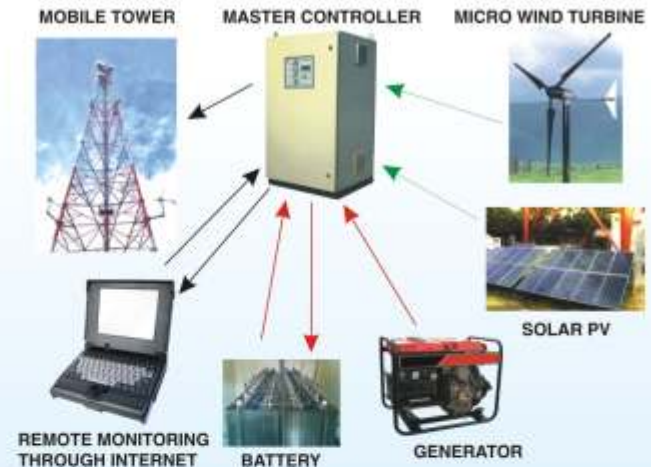 MOBILE TOWER
MASTER CONTROLLER
MICRO WIND TURBINE
SOLAR PV
REMOTE MONITORING
THROUGH INTERNET
BATTERY
GENERATOR